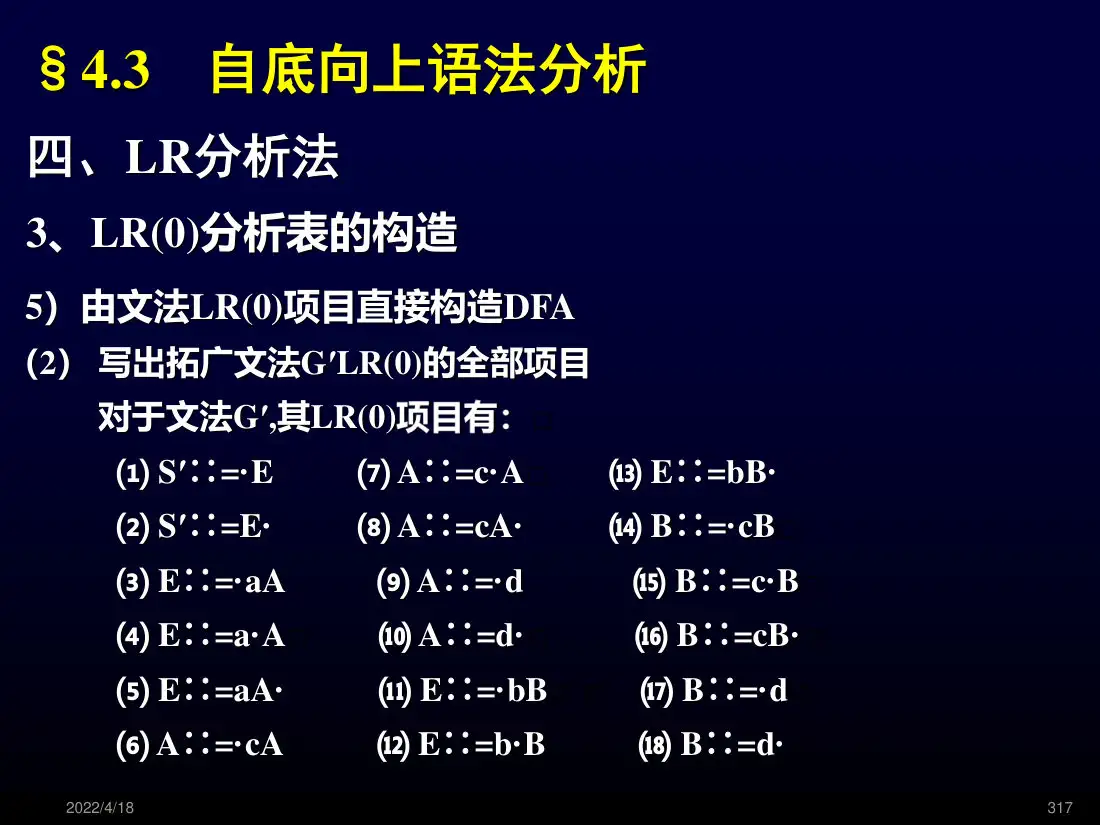 §4.3 自底向上语法分析
四、LR分析法
3、LR(0)分析表的构造
5）由文法LR(0)项目直接构造DFA
（2） 写出拓广文法G′LR(0)的全部项目
对于文法G′,其LR(0)项目有：
⑴ S′∷=·E ⑺ A∷=c·A ⒀ E∷=bB·
⑵ S′∷=E· ⑻ A∷=cA· ⒁ B∷=·cB
⑶ E∷=·aA ⑼ A∷=·d ⒂ B∷=c·B
⑷ E∷=a·A ⑽ A∷=d· ⒃ B∷=cB·
⑸ E∷=aA· ⑾ E∷=·bB ⒄ B∷=·d
⑹ A∷=·cA ⑿ E∷=b·B ⒅ B∷=d·
2022/4/18 317